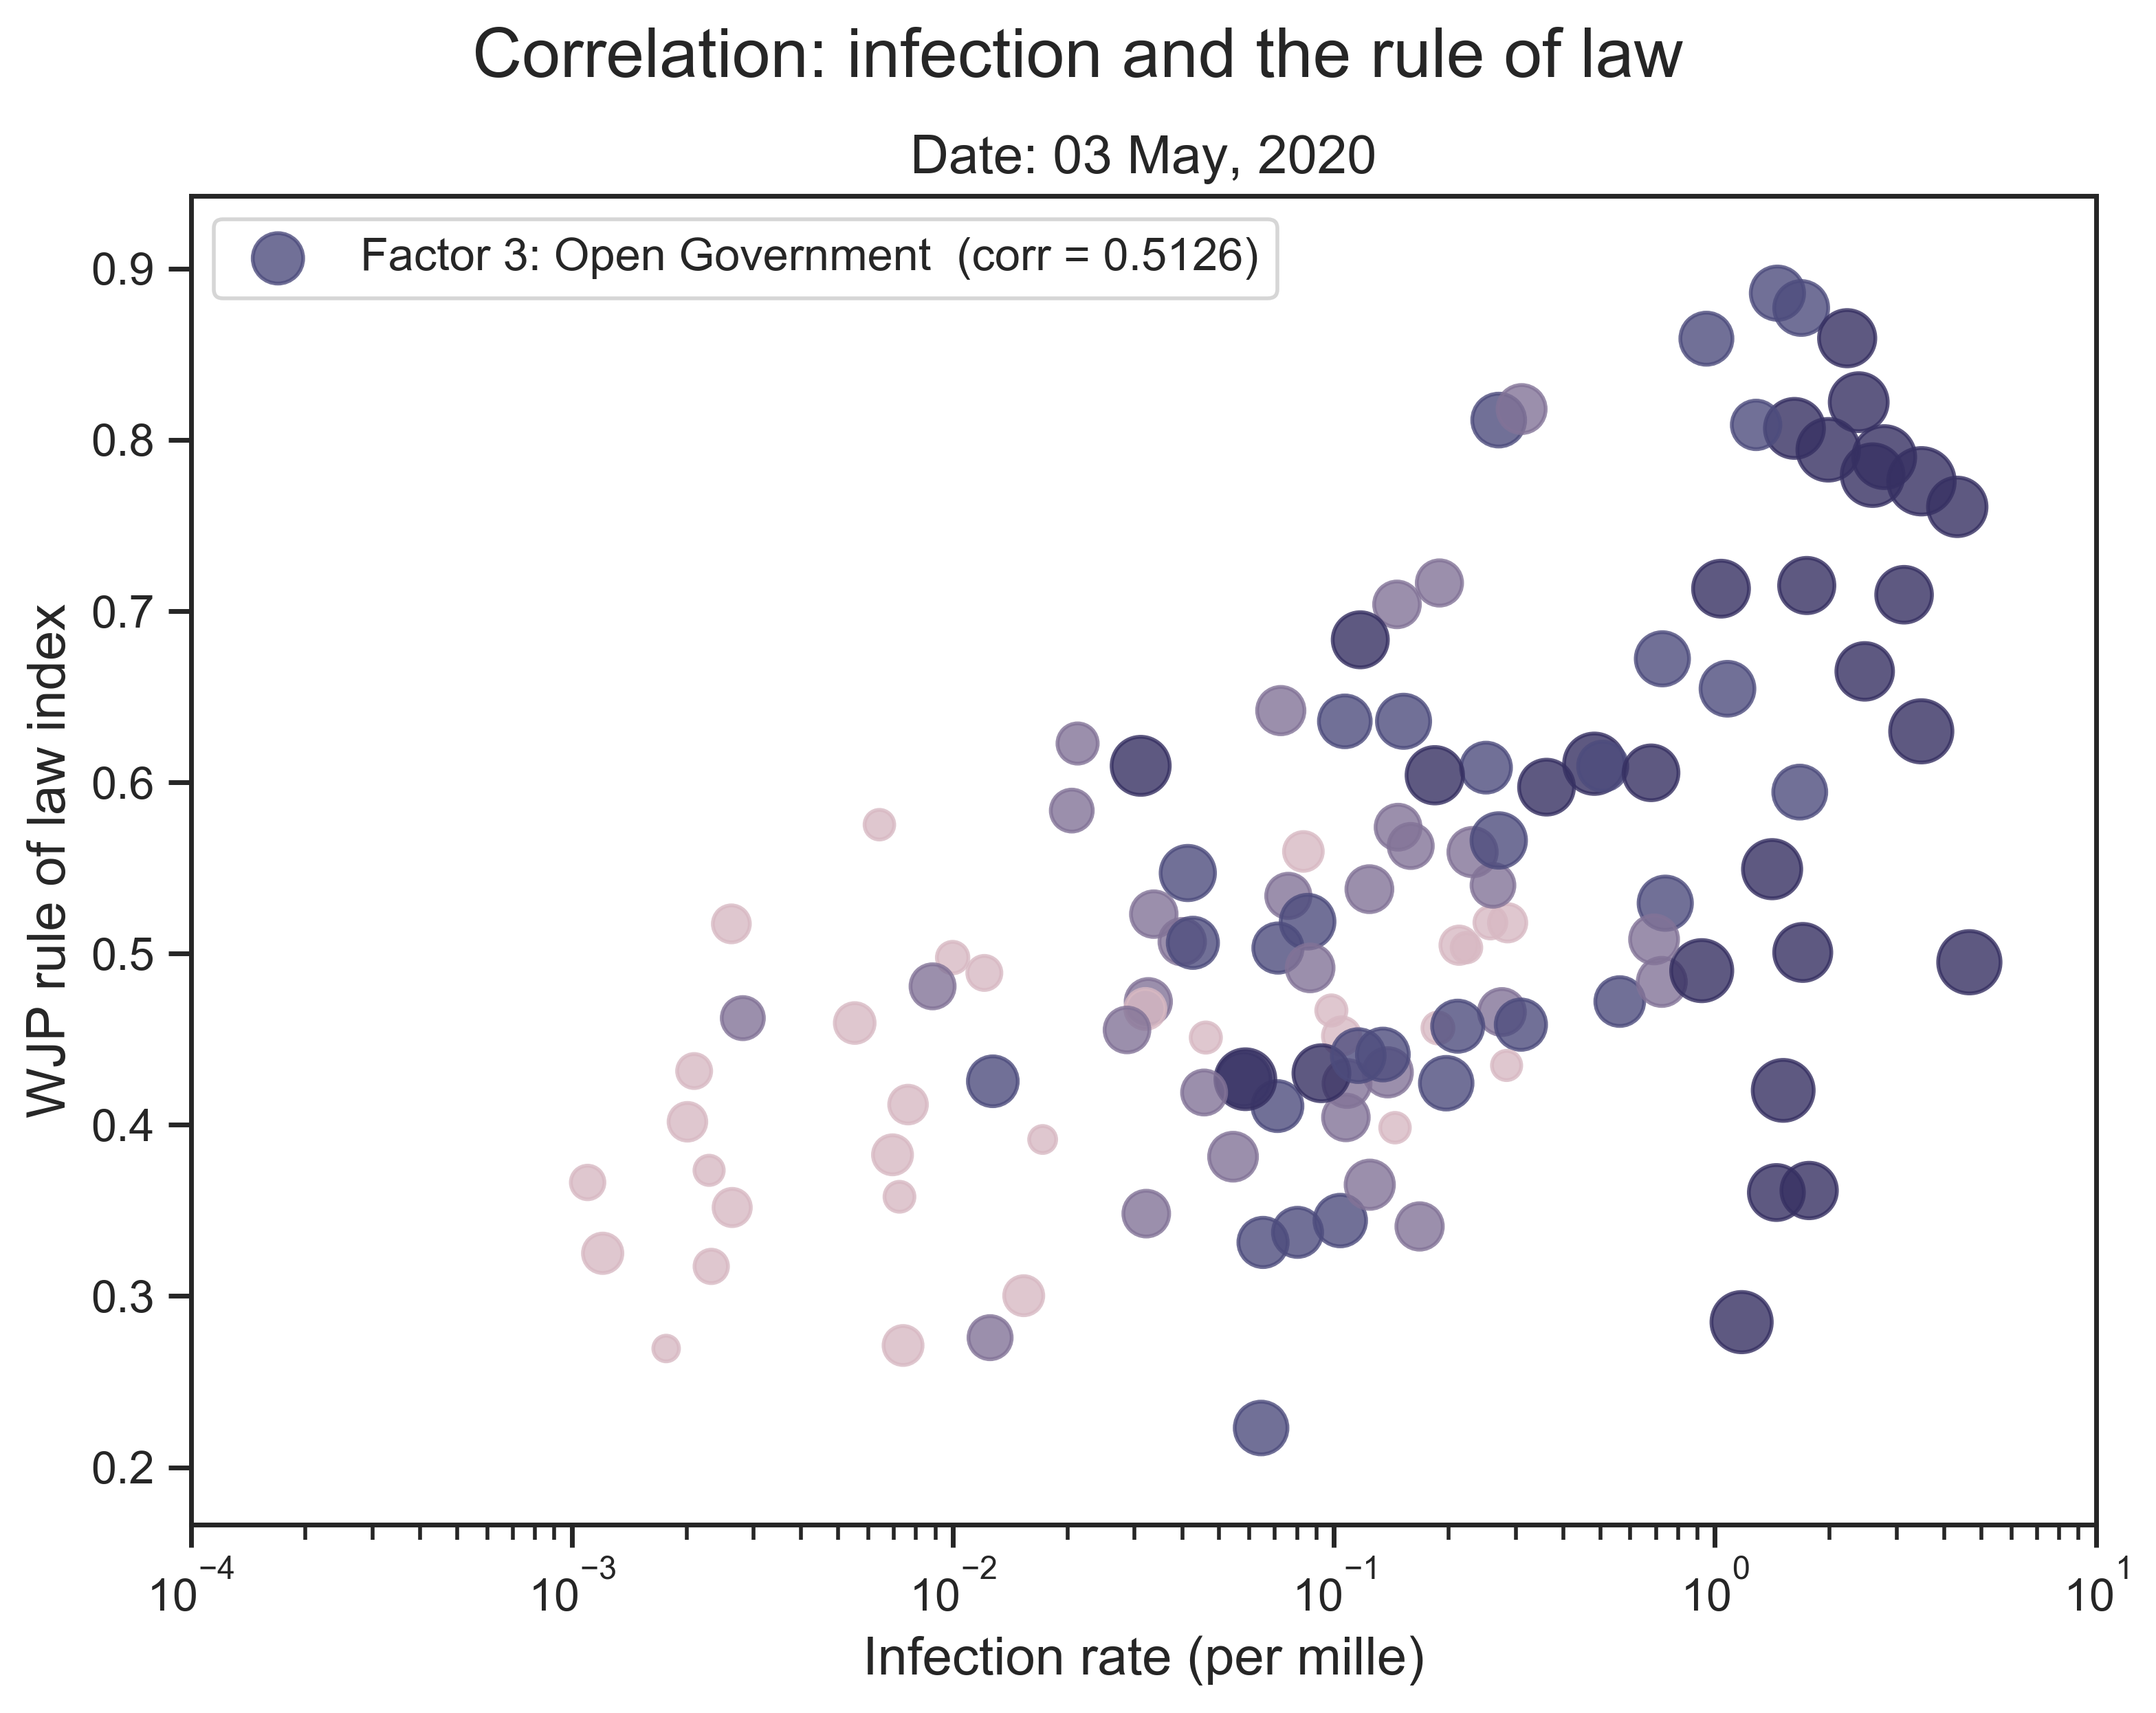 Correlation: infection and the rule of law
Date: 03 May, 2020
Factor 3: Open Government (corr = 0.5126)
WJP rule of law index
0.9
0.8
0.7
0.6
0.5
0.4
0.3
0.2
10⁻⁴ 10⁻³ 10⁻² 10⁻¹ 10⁰ 10¹
Infection rate (per mille)